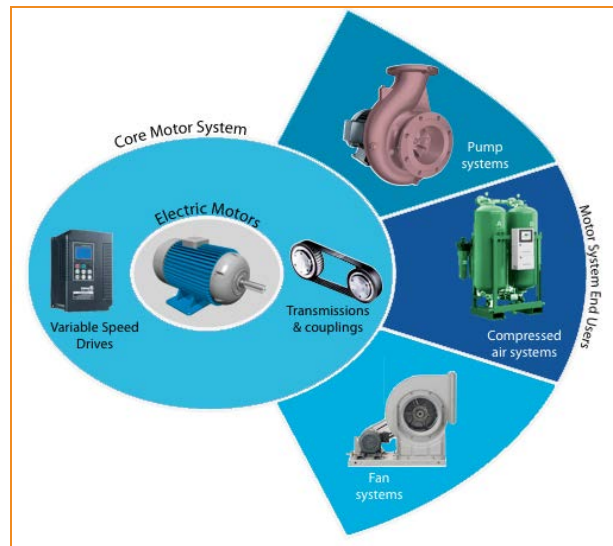 Core Motor System
Electric Motors
Variable Speed
Drives
Transmissions
& couplings
Pump
systems
Compressed
air systems
Fan
systems
Motor System End Users